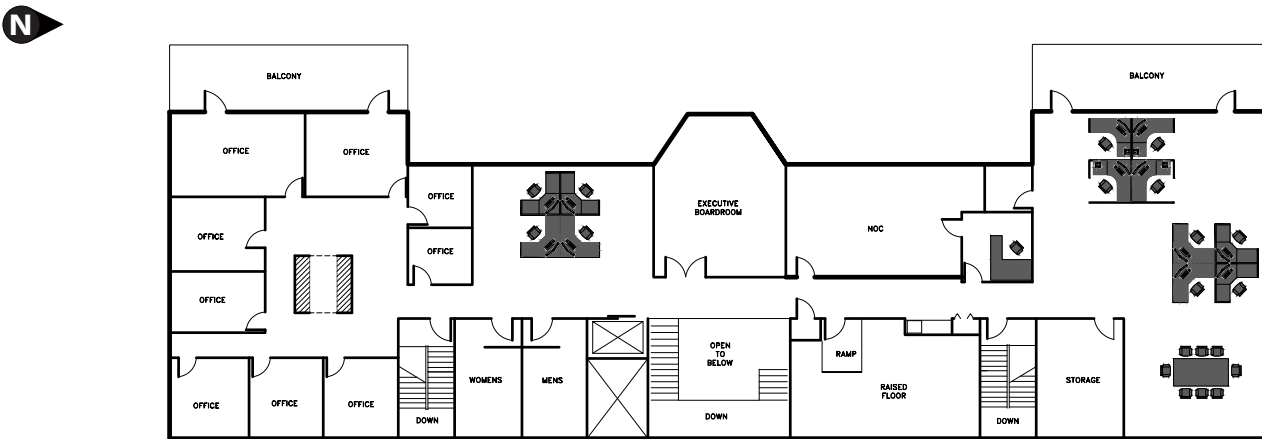 N
BALCONY
BALCONY
OFFICE
OFFICE
OFFICE
EXECUTIVE
BOARDROOM
NOC
OFFICE
OFFICE
OFFICE
OPEN
TO
BELOW
RAMP
WOMENS
MENS
RAISED
FLOOR
STORAGE
OFFICE
OFFICE
OFFICE
DOWN
DOWN
DOWN